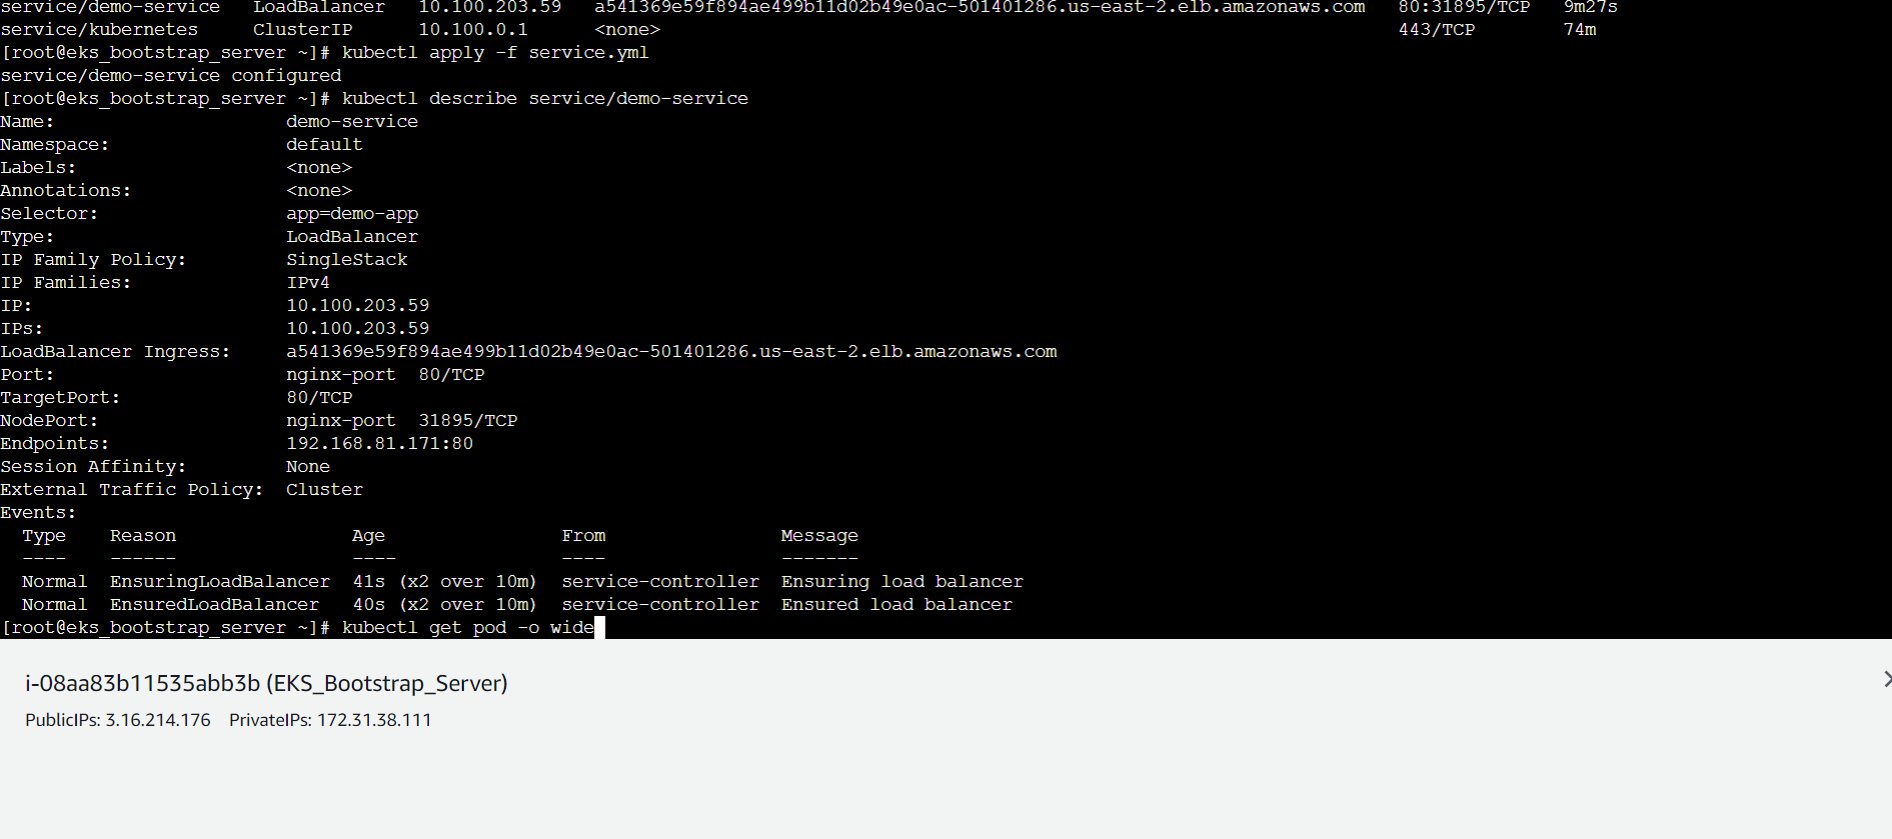 service/demo-service   LoadBalancer   10.100.203.59   a541369e59f894ae499b11d02b49e0ac-501401286.us-east-2.elb.amazonaws.com   80:31895/TCP   9m27s
service/kubernetes     ClusterIP      10.100.0.1      <none>                                                                   443/TCP        74m
[root@eks_bootstrap_server ~]# kubectl apply -f service.yml
service/demo-service configured
[root@eks_bootstrap_server ~]# kubectl describe service/demo-service
Name:                     demo-service
Namespace:                default
Labels:                   <none>
Annotations:              <none>
Selector:                 app=demo-app
Type:                     LoadBalancer
IP Family Policy:         SingleStack
IP Families:              IPv4
IP:                       10.100.203.59
IPs:                      10.100.203.59
LoadBalancer Ingress:     a541369e59f894ae499b11d02b49e0ac-501401286.us-east-2.elb.amazonaws.com
Port:                     nginx-port  80/TCP
TargetPort:               80/TCP
NodePort:                 nginx-port  31895/TCP
Endpoints:                192.168.81.171:80
Session Affinity:         None
External Traffic Policy:  Cluster
Events:
  Type    Reason                Age                 From                Message
  ----    ------                ----                ----                -------
  Normal  EnsuringLoadBalancer  41s (x2 over 10m)  service-controller  Ensuring load balancer
  Normal  EnsuredLoadBalancer   40s (x2 over 10m)  service-controller  Ensured load balancer
[root@eks_bootstrap_server ~]# kubectl get pod -o wide
i-08aa83b11535abb3b (EKS_Bootstrap_Server)
PublicIPs: 3.16.214.176    PrivateIPs: 172.31.38.111